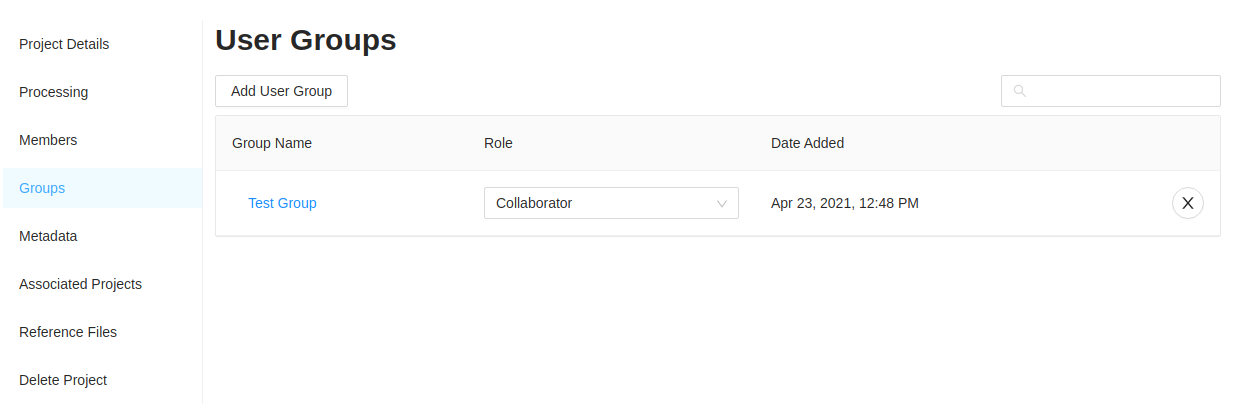 Project Details
Processing
Members
Groups
Metadata
Associated Projects
Reference Files
Delete Project
User Groups
Add User Group
Group Name Role Date Added
Test Group Collaborator Apr 23, 2021, 12:48 PM X